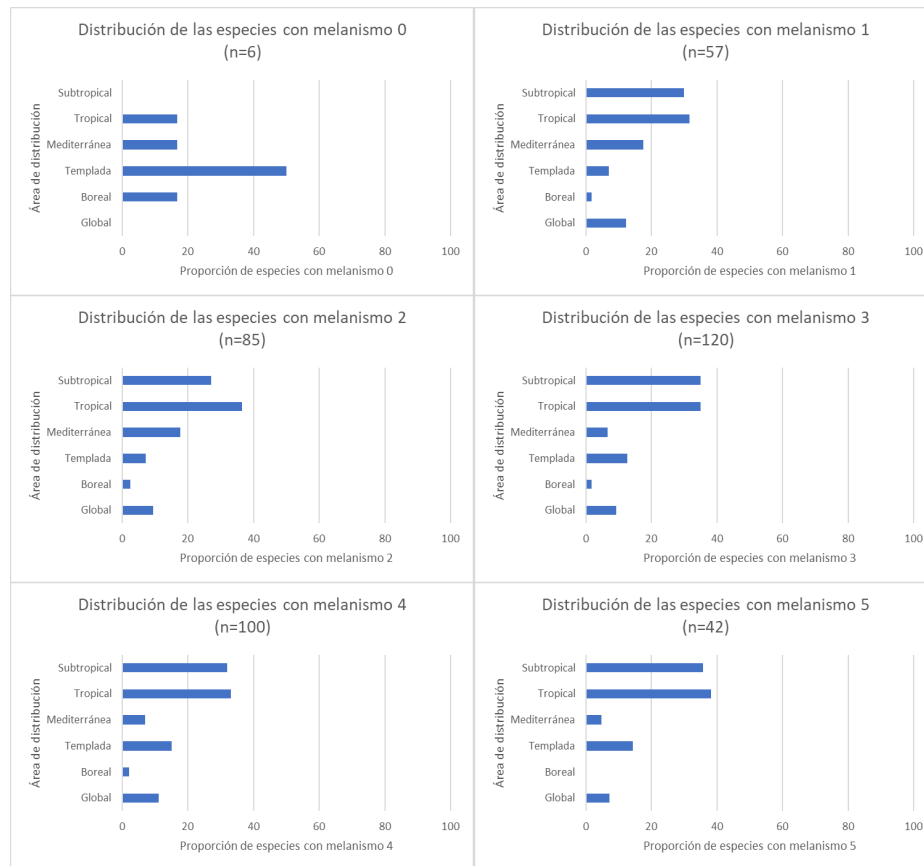 Distribución de las especies con melanismo 0
(n=6)
Área de distribución
Subtropical
Tropical
Mediterránea
Templada
Boreal
Global
0 20 40 60 80 100
Proporción de especies con melanismo 0
Distribución de las especies con melanismo 1
(n=57)
Área de distribución
Subtropical
Tropical
Mediterránea
Templada
Boreal
Global
0 20 40 60 80 100
Proporción de especies con melanismo 1
Distribución de las especies con melanismo 2
(n=85)
Área de distribución
Subtropical
Tropical
Mediterránea
Templada
Boreal
Global
0 20 40 60 80 100
Proporción de especies con melanismo 2
Distribución de las especies con melanismo 3
(n=120)
Área de distribución
Subtropical
Tropical
Mediterránea
Templada
Boreal
Global
0 20 40 60 80 100
Proporción de especies con melanismo 3
Distribución de las especies con melanismo 4
(n=100)
Área de distribución
Subtropical
Tropical
Mediterránea
Templada
Boreal
Global
0 20 40 60 80 100
Proporción de especies con melanismo 4
Distribución de las especies con melanismo 5
(n=42)
Área de distribución
Subtropical
Tropical
Mediterránea
Templada
Boreal
Global
0 20 40 60 80 100
Proporción de especies con melanismo 5